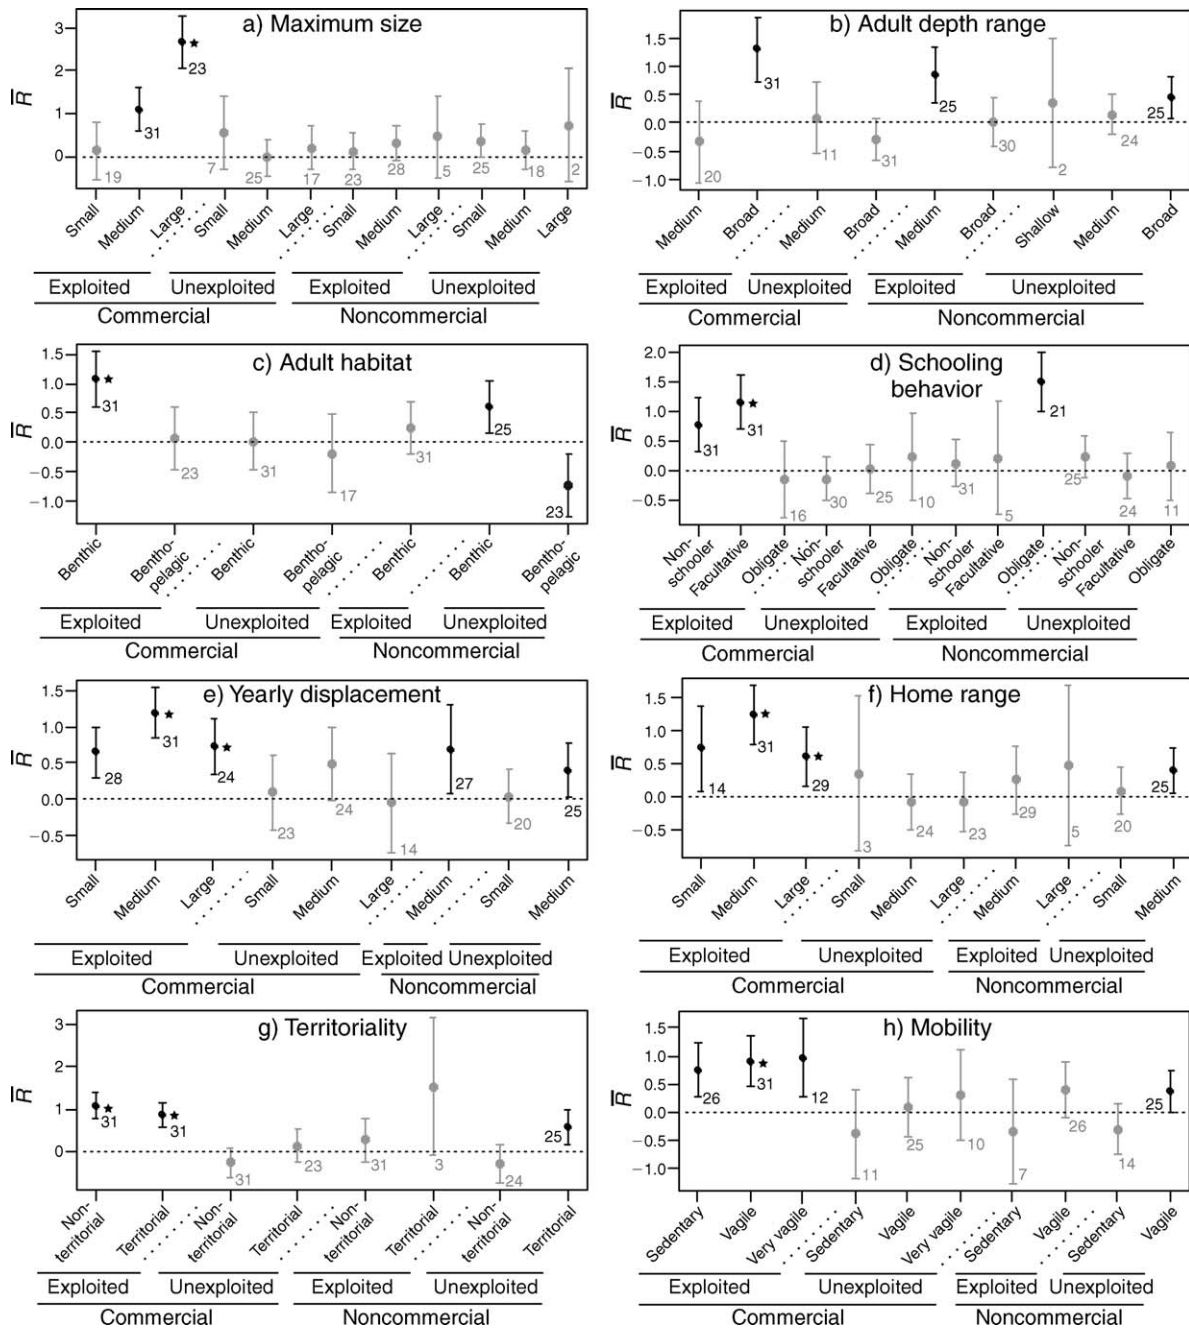 a) Maximum size
R
3
2
1
0
19
31
23
7
25
17
23
28
5
25
18
2
Small
Medium
Large
Small
Medium
Large
Small
Medium
Large
Small
Medium
Large
Exploited
Unexploited
Exploited
Unexploited
Commercial
Noncommercial
b) Adult depth range
R
1.5
1.0
0.5
0.0
−0.5
−1.0
20
31
11
31
25
30
2
24
25
Medium
Broad
Medium
Broad
Medium
Broad
Shallow
Medium
Broad
Exploited
Unexploited
Exploited
Unexploited
Commercial
Noncommercial
c) Adult habitat
R
1.5
1.0
0.5
0.0
−0.5
−1.0
31
23
31
17
31
25
23
Benthic
Bentho-
pelagic
Benthic
Bentho-
pelagic
Benthic
Benthic
Bentho-
pelagic
Exploited
Unexploited
Exploited
Unexploited
Commercial
Noncommercial
d) Schooling
behavior
R
2.0
1.5
1.0
0.5
0.0
−0.5
31
31
16
30
25
10
31
5
21
25
24
11
Non-
schooler
Facultative
Obligate
Non-
schooler
Facultative
Obligate
Non-
schooler
Facultative
Obligate
Non-
schooler
Facultative
Obligate
Exploited
Unexploited
Exploited
Unexploited
Commercial
Noncommercial
e) Yearly displacement
R
1.5
1.0
0.5
0.0
−0.5
28
31
24
23
24
14
27
20
25
Small
Medium
Large
Small
Medium
Large
Medium
Small
Medium
Exploited
Unexploited
Exploited
Unexploited
Commercial
Noncommercial
f) Home range
R
1.5
1.0
0.5
0.0
−0.5
14
31
29
3
24
23
29
5
20
25
Small
Medium
Large
Small
Medium
Large
Medium
Large
Small
Medium
Exploited
Unexploited
Exploited
Unexploited
Commercial
Noncommercial
g) Territoriality
R
3
2
1
0
31
31
31
23
31
3
24
25
Non-
territorial
Territorial
Non-
territorial
Territorial
Non-
territorial
Territorial
Non-
territorial
Territorial
Exploited
Unexploited
Exploited
Unexploited
Commercial
Noncommercial
h) Mobility
R
1.5
1.0
0.5
0.0
−0.5
−1.0
26
31
12
11
25
10
7
26
14
25
Sedentary
Vagile
Very vagile
Sedentary
Vagile
Very vagile
Sedentary
Vagile
Sedentary
Vagile
Exploited
Unexploited
Exploited
Unexploited
Commercial
Noncommercial